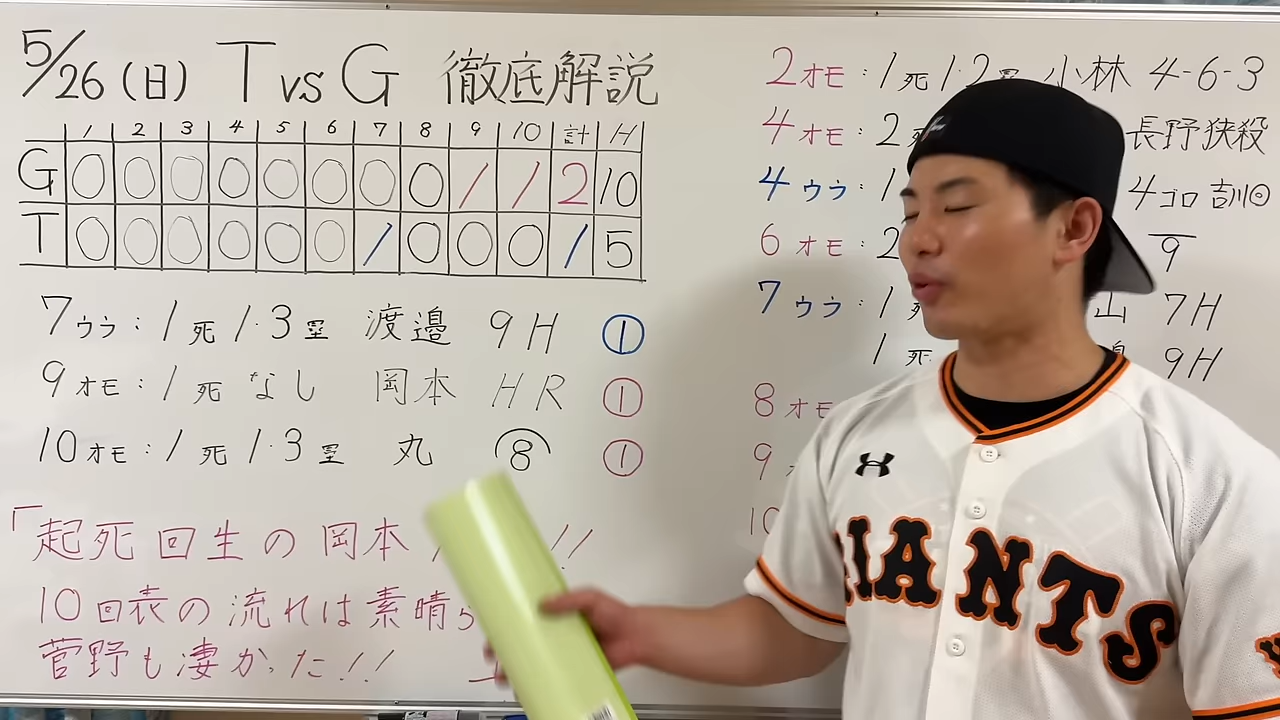 5/26(日) T vs G 徹底解説
1 2 3 4 5 6 7 8 9 10 計 H
G 0 0 0 0 0 0 0 0 1 1 2 10
T 0 0 0 0 0 0 1 0 0 0 1 5
7ウラ:1死1・3塁 渡邉 9H ①
9オモ:1死なし 岡本 HR ①
10オモ:1死1・3塁 丸 ⑧ ①
「起死回生の岡本 !!
10回表の流れは素晴ら
菅野も凄かった!!
2オモ:1死1・2塁 小林 4-6-3
4オモ:2死 長野狭殺
4ウラ:1 4ゴロ
6オモ:2 9
7ウラ:1死 山 7H
1死 9H
8オモ
9
10
GIANTS